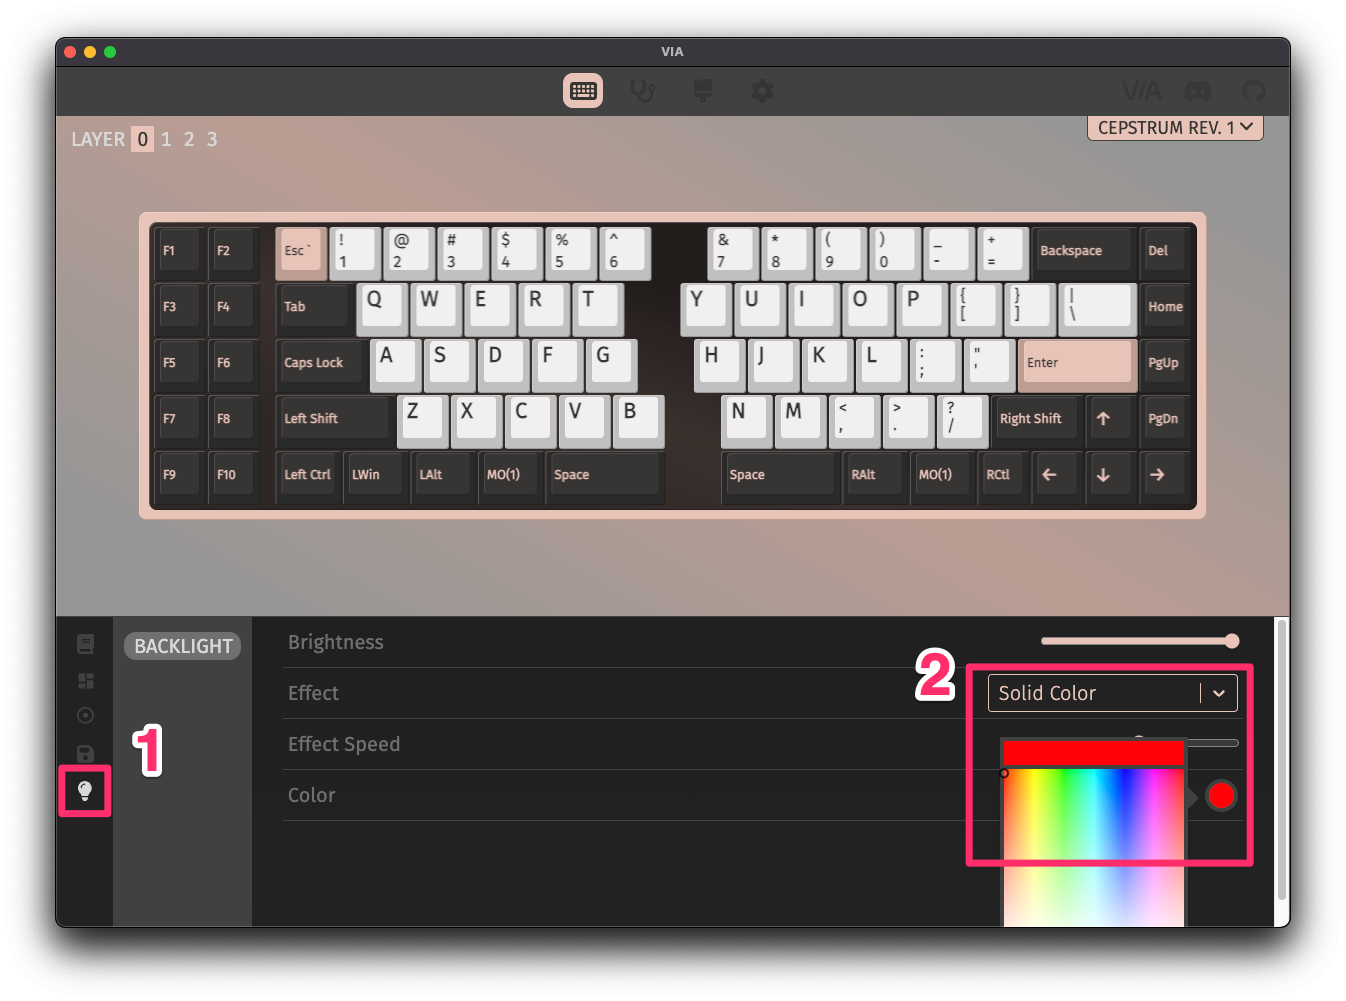 VIA
VIA
LAYER 0 1 2 3
CEPSTRUM REV. 1
F1 F2 Esc ` ! 1 @ 2 # 3 $ 4 % 5 ^ 6 & 7 * 8 ( 9 ) 0 _ - + = Backspace Del
F3 F4 Tab Q W E R T Y U I O P { [ } ] | \ Home
F5 F6 Caps Lock A S D F G H J K L : ; " ' Enter PgUp
F7 F8 Left Shift Z X C V B N M < , > . ? / Right Shift ↑ PgDn
F9 F10 Left Ctrl LWin LAlt MO(1) Space Space RAlt MO(1) RCtl ← ↓ →
BACKLIGHT
Brightness
2
Effect Solid Color
1
Effect Speed
Color